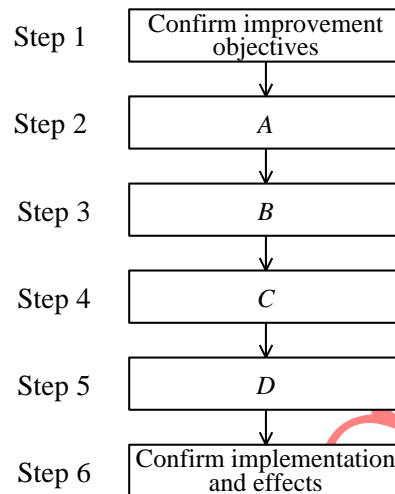 Step 1
Confirm improvement
objectives
Step 2
A
Step 3
B
Step 4
C
Step 5
D
Step 6
Confirm implementation
and effects